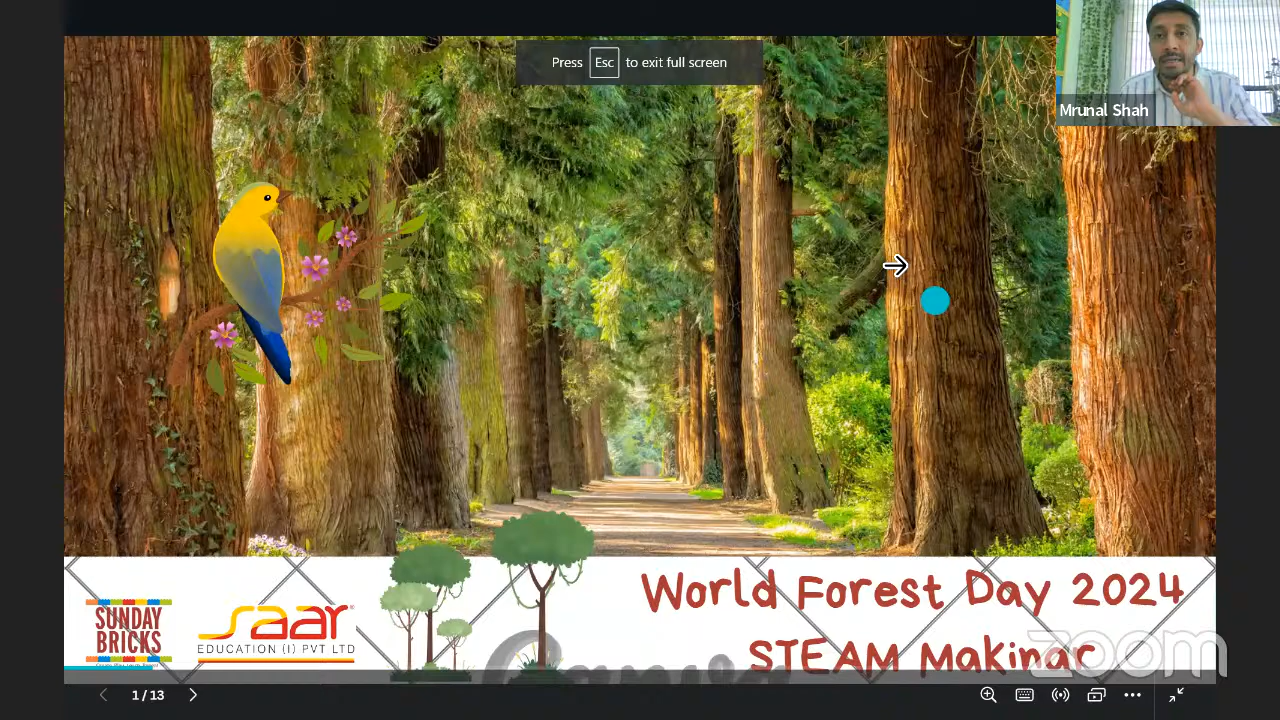 Press Esc to exit full screen
Mrunal Shah
World Forest Day 2024
STEAM Makinar
SUNDAY
BRICKS
saar
EDUCATION (I) PVT LTD
zoom
1 / 13